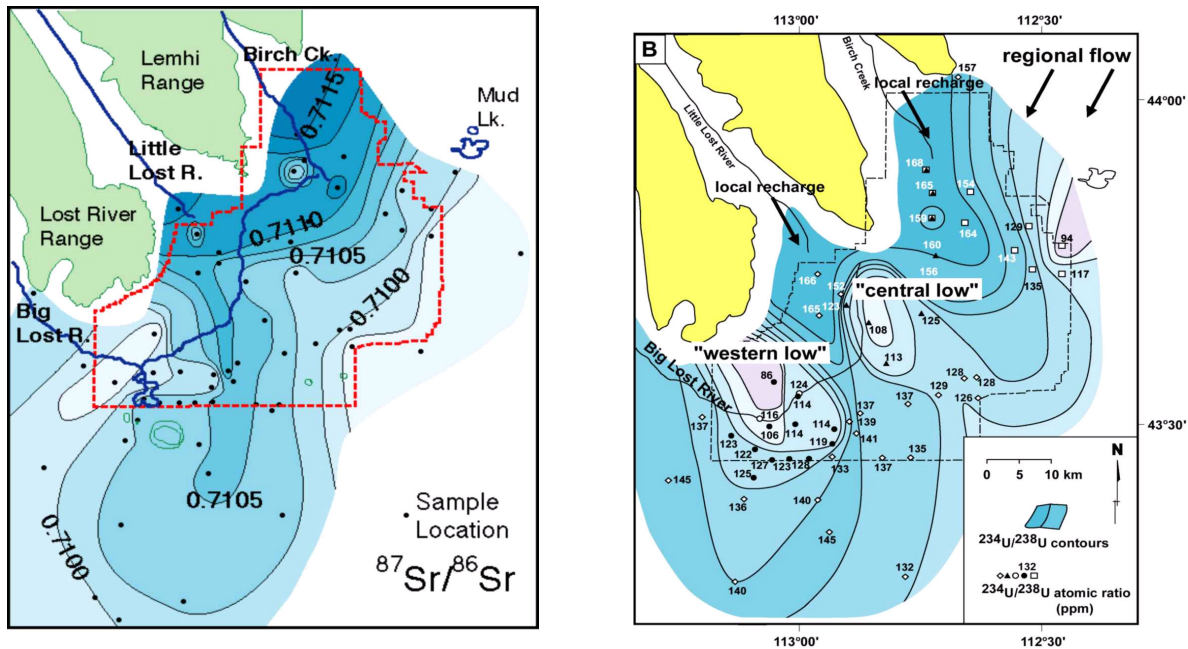 Lemhi
Range
Birch Ck.
0.7115
Mud
Lk.
Little
Lost R.
Lost River
Range
0.7110
0.7105
0.7100
Big
Lost R.
0.7105
0.7100
Sample
Location
87Sr/86Sr
113°00'
112°30'
B
Birch Creek
157
regional flow
local recharge
44°00'
Little Lost River
168
165
154
local recharge
159
164
129
94
160
143
166
156
135
117
152
"central low"
165
123
108
125
"western low"
113
Big Lost River
86
124
128
128
114
129
126
137
137
116
139
137
106
114
114
141
43°30'
123
119
122
127
123
128
133
137
135
125
145
136
140
145
132
140
N
0 5 10 km
234U/238U contours
132
234U/238U atomic ratio
(ppm)
113°00'
112°30'